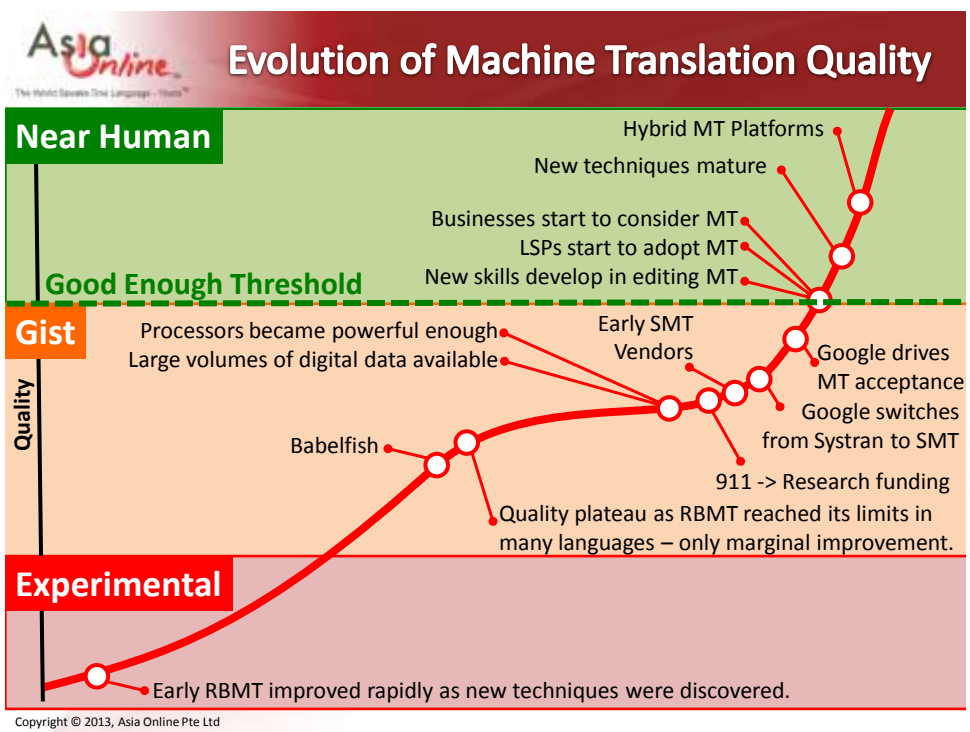 Asia
Online
Evolution of Machine Translation Quality
Near Human
Hybrid MT Platforms
New techniques mature
Businesses start to consider MT
LSPs start to adopt MT
New skills develop in editing MT
Good Enough Threshold
Gist
Processors became powerful enough
Large volumes of digital data available
Early SMT
Vendors
Google drives
MT acceptance
Google switches
from Systran to SMT
Quality
Babelfish
911 -> Research funding
Quality plateau as RBMT reached its limits in
many languages – only marginal improvement.
Experimental
Early RBMT improved rapidly as new techniques were discovered.
Copyright © 2013, Asia Online Pte Ltd